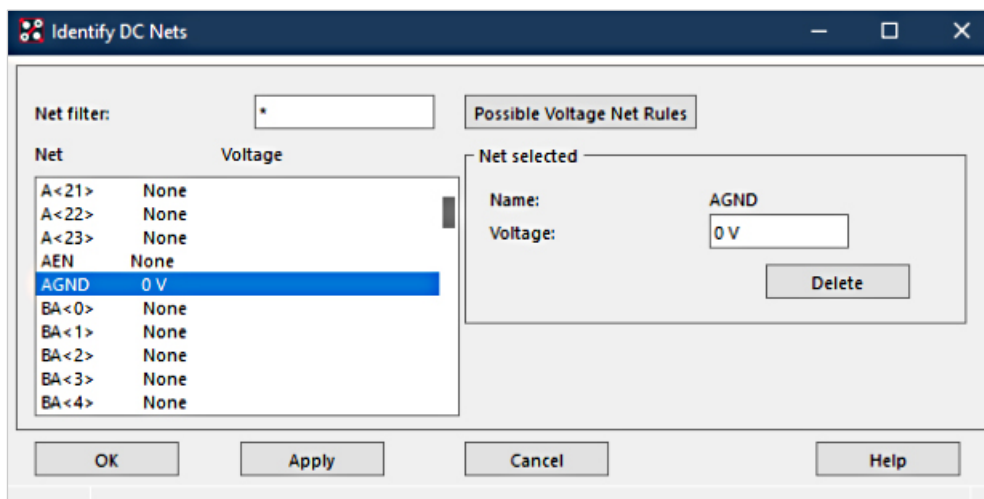 Identify DC Nets
Net filter: * Possible Voltage Net Rules
Net Voltage
A<21> None
A<22> None
A<23> None
AEN None
AGND 0 V
BA<0> None
BA<1> None
BA<2> None
BA<3> None
BA<4> None
Net selected
Name: AGND
Voltage: 0 V
Delete
OK Apply Cancel Help